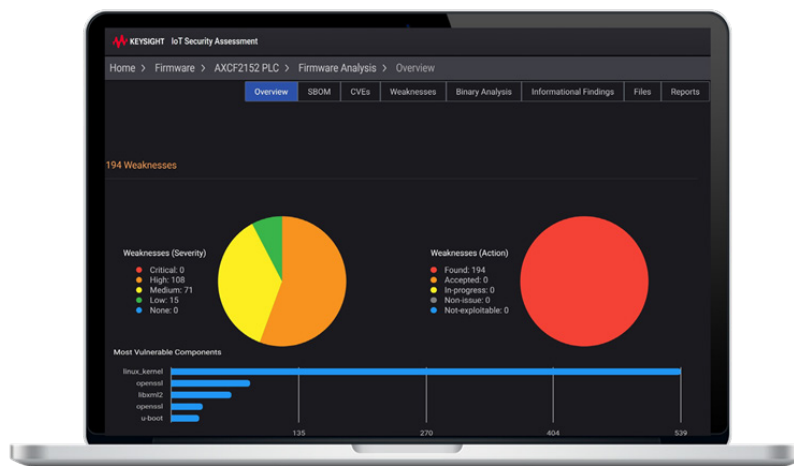 KEYSIGHT IoT Security Assessment
Home > Firmware > AXCF2152 PLC > Firmware Analysis > Overview
Overview SBOM CVEs Weaknesses Binary Analysis Informational Findings Files Reports
194 Weaknesses
Weaknesses (Severity)
Critical: 0
High: 108
Medium: 71
Low: 15
None: 0
Weaknesses (Action)
Found: 194
Accepted: 0
In-progress: 0
Non-issue: 0
Not-exploitable: 0
Most Vulnerable Components
linux_kernel
openssl
libxml2
openssl
u-boot
135 270 404 539